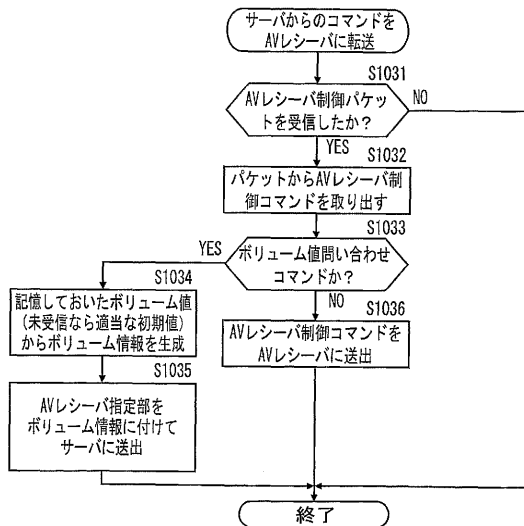 サーバからのコマンドを
AVレシーバに転送
S1031
AVレシーバ制御パケッ
トを受信したか？
NO
YES
S1032
パケットからAVレシーバ制
御コマンドを取り出す
S1033
ボリューム値問い合わせ
コマンドか？
YES
NO
S1034
記憶しておいたボリューム値
(未受信なら適当な初期値)
からボリューム情報を生成
S1036
AVレシーバ制御コマンドを
AVレシーバに送出
S1035
AVレシーバ指定部を
ボリューム情報に付けて
サーバに送出
終了